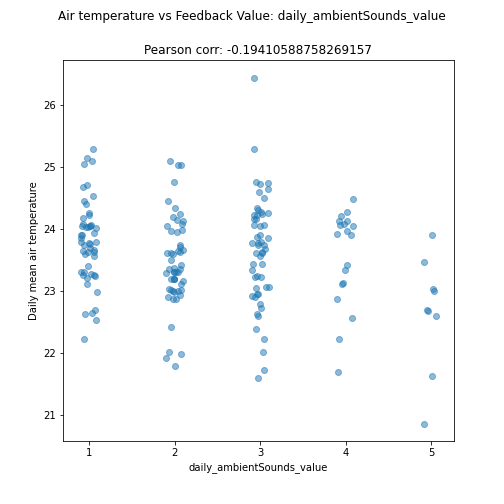 Air temperature vs Feedback Value: daily_ambientSounds_value
Pearson corr: -0.19410588758269157
26
25
24
23
22
21
Daily mean air temperature
1 2 3 4 5
daily_ambientSounds_value